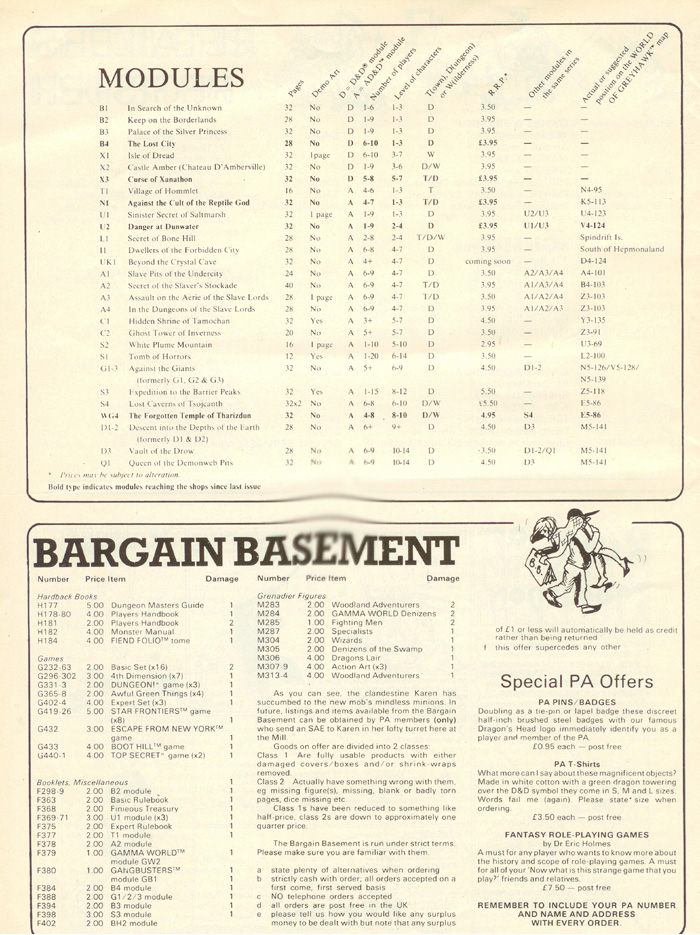 MODULES
Pages
Demo Art
D = D&D® module
A = AD&D™ module
Number of players
Level of characters
T(own), D(ungeon)
or W(ilderness)
R.R.P.*
Other modules in
the same series
Actual or suggested
position on the WORLD
OF GREYHAWK™ map
B1 In Search of the Unknown 32 No D 1-6 1-3 D 3.50 — —
B2 Keep on the Borderlands 28 No D 1-9 1-3 D 3.95 — —
B3 Palace of the Silver Princess 32 No D 1-9 1-3 D 3.95 — —
B4 The Lost City 28 No D 6-10 1-3 D £3.95 — —
X1 Isle of Dread 32 1page D 6-10 3-7 W 3.95 — —
X2 Castle Amber (Chateau D'Amberville) 32 No D 1-9 3-6 D/W 3.95 — —
X3 Curse of Xanathon 32 No D 5-8 5-7 T/D £3.95 — —
T1 Village of Hommlet 16 No A 4-6 1-3 T 3.50 — N4-95
N1 Against the Cult of the Reptile God 32 No A 4-7 1-3 T/D £3.95 — K5-113
U1 Sinister Secret of Saltmarsh 32 1 page A 1-9 1-3 D 3.95 U2/U3 U4-123
U2 Danger at Dunwater 32 No A 1-9 2-4 D £3.95 U1/U3 V4-124
L1 Secret of Bone Hill 28 No A 2-8 2-4 T/D/W 3.95 — Spindrift Is.
I1 Dwellers of the Forbidden City 28 No A 6-8 4-7 D 3.95 — South of Hepmonaland
UK1 Beyond the Crystal Cave 32 No A 4+ 4-7 D coming soon — D4-124
A1 Slave Pits of the Undercity 24 No A 6-9 4-7 D 3.50 A2/A3/A4 A4-101
A2 Secret of the Slaver's Stockade 40 No A 6-9 4-7 T/D 3.95 A1/A3/A4 B4-103
A3 Assault on the Aerie of the Slave Lords 28 1 page A 6-9 4-7 T/D 3.50 A1/A2/A4 Z3-103
A4 In the Dungeons of the Slave Lords 28 No A 6-9 4-7 D 3.95 A1/A2/A3 Z3-103
C1 Hidden Shrine of Tamoachan 32 Yes A 3+ 5-7 D 4.50 — Y3-135
C2 Ghost Tower of Inverness 20 No A 5+ 5-7 D 3.50 — Z3-91
S2 White Plume Mountain 16 1 page A 1-10 5-10 D 2.95 — U3-69
S1 Tomb of Horrors 12 Yes A 1-20 6-14 D 3.50 — L2-100
G1-3 Against the Giants 32 No A 5+ 6-9 D 4.50 D1-2 N5-126/V5-128/
(formerly G1, G2 & G3) N5-139
S3 Expedition to the Barrier Peaks 32 Yes A 1-15 8-12 D 5.50 — Z5-118
S4 Lost Caverns of Tsojcanth 32x2 No A 6-8 6-10 D/W £5.50 — E5-86
WG4 The Forgotten Temple of Tharizdun 32 No A 4-8 8-10 D/W 4.95 S4 E5-86
D1-2 Descent into the Depths of the Earth 28 No A 6+ 9+ D 4.50 D3 M5-141
(formerly D1 & D2)
D3 Vault of the Drow 28 No A 6-9 10-14 D 3.50 D1-2/Q1 M5-141
Q1 Queen of the Demonweb Pits 32 No A 6-9 10-14 D 4.50 D3 M5-141
* Prices may be subject to alteration.
Bold type indicates modules reaching the shops since last issue
BARGAIN BASEMENT
Number Price Item Damage
Hardback Books
H177 5.00 Dungeon Masters Guide 1
H178-80 4.00 Players Handbook 1
H181 2.00 Players Handbook 2
H182 4.00 Monster Manual 1
H184 4.00 FIEND FOLIO™ tome 1
Games
G232-63 2.00 Basic Set (x16) 2
G296-302 3.00 4th Dimension (x7) 1
G331-3 2.00 DUNGEON!® game (x3) 1
G365-8 2.00 Awful Green Things (x4) 1
G402-4 4.00 Expert Set (x3) 1
G419-26 5.00 STAR FRONTIERS™ game
(x8) 1
G432 3.00 ESCAPE FROM NEW YORK™
game 1
G433 4.00 BOOT HILL™ game 1
G440-1 4.00 TOP SECRET® game (x2) 1
Booklets, Miscellaneous 1
F298-9 2.00 B2 module 1
F363 2.00 Basic Rulebook 1
F368 2.00 Finieous Treasury 1
F369-71 3.00 U1 module (x3) 1
F375 2.00 Expert Rulebook 1
F377 2.00 T1 module 1
F378 2.00 A2 module 1
F379 1.00 GAMMA WORLD™ 1
module GW2
F380 1.00 GANGBUSTERS™ 1
module GB1
F384 2.00 B4 module 1
F388 2.00 G1/2/3 module 1
F394 2.00 B3 module 1
F398 3.00 S3 module 1
F402 2.00 BH2 module
Number Price Item Damage
Grenadier Figures
M283 2.00 Woodland Adventurers 2
M284 2.00 GAMMA WORLD Denizens 2
M285 1.00 Fighting Men 2
M287 2.00 Specialists 1
M304 2.00 Wizards 1
M305 2.00 Denizens of the Swamp 1
M306 4.00 Dragons Lair 1
M307-9 4.00 Action Art (x3) 1
M313-4 4.00 Woodland Adventurers 1
As you can see, the clandestine Karen has
succumbed to the new mob's mindless minions. In
future, listings and items available from the Bargain
Basement can be obtained by PA members (only)
who send an SAE to Karen in her lofty turret here at
the Mill.
Goods on offer are divided into 2 classes:
Class 1 Are fully usable products with either
damaged covers/boxes and/or shrink-wraps
removed.
Class 2 Actually have something wrong with them,
eg missing figure(s), missing, blank or badly torn
pages, dice missing etc.
Class 1s have been reduced to something like
half-price, class 2s are down to approximately one
quarter price.
The Bargain Basement is run under strict terms.
Please make sure you are familiar with them.
a state plenty of alternatives when ordering
b strictly cash with order; all orders accepted on a
first come, first served basis
c NO telephone orders accepted
d all orders are post free in the UK
e please tell us how you would like any surplus
money to be dealt with but note that any surplus
B.B.
of £1 or less will automatically be held as credit
rather than being returned
f this offer supercedes any other
Special PA Offers
PA PINS/BADGES
Doubling as a tie-pin or lapel badge these discreet
half-inch brushed steel badges with our famous
Dragon's Head logo immediately identify you as a
player and member of the PA.
£0.95 each — post free
PA T-Shirts
What more can I say about these magnificent objects?
Made in white cotton with a green dragon towering
over the D&D symbol they come in S, M and L sizes.
Words fail me (again). Please state size when
ordering.
£3.50 each — post free
FANTASY ROLE-PLAYING GAMES
by Dr Eric Holmes
A must for any player who wants to know more about
the history and scope of role-playing games. A must
for all of your 'Now what is this strange game that you
play?' friends and relatives.
£7.50 — post free
REMEMBER TO INCLUDE YOUR PA NUMBER
AND NAME AND ADDRESS
WITH EVERY ORDER.